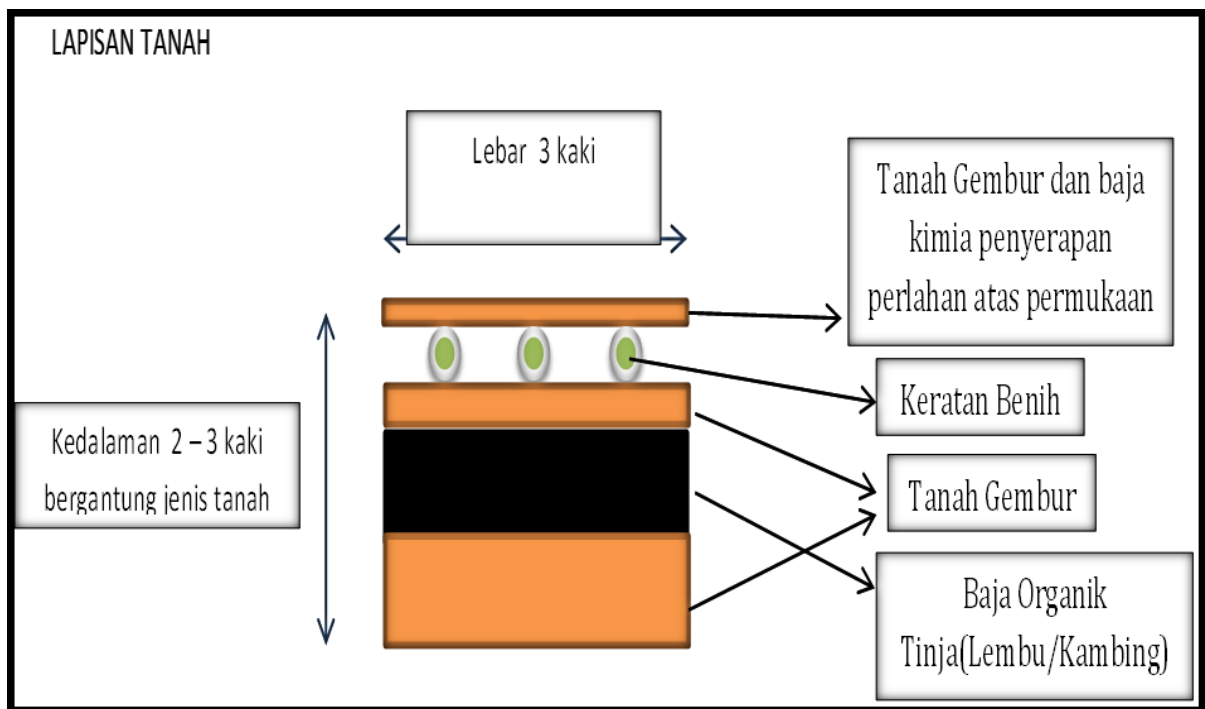 LAPISAN TANAH
Lebar 3 kaki
Tanah Gembur dan baja
kimia penyerapan
perlahan atas permukaan
Keratan Benih
Kedalaman 2 – 3 kaki
bergantung jenis tanah
Tanah Gembur
Baja Organik
Tinja(Lembu/Kambing)